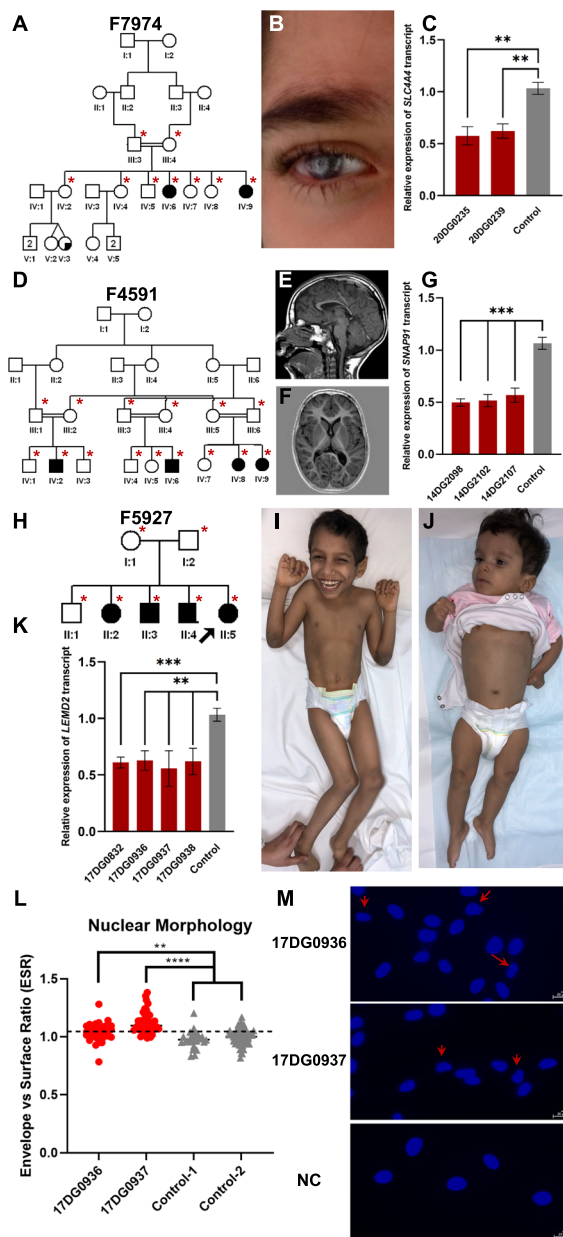 A
F7974
I:1
I:2
II:1
II:2
II:3
II:4
*
*
III:3
III:4
*
*
*
*
*
*
*
IV:1
IV:2
IV:3
IV:4
IV:5
IV:6
IV:7
IV:8
IV:9
2
2
V:1
V:2
V:3
V:4
V:5
B
C
Relative expression of SLC4A4 transcript
1.5
1.0
0.5
0.0
**
**
20DG0235
20DG0239
Control
D
F4591
I:1
I:2
II:1
II:2
II:3
II:4
II:5
II:6
*
*
*
*
*
*
III:1
III:2
III:3
III:4
III:5
III:6
*
*
*
*
*
*
*
*
IV:1
IV:2
IV:3
IV:4
IV:5
IV:6
IV:7
IV:8
IV:9
E
F
G
Relative expression of SNAP91 transcript
1.5
1.0
0.5
0.0
***
14DG2098
14DG2102
14DG2107
Control
H
F5927
*
*
I:1
I:2
*
*
*
*
*
II:1
II:2
II:3
II:4
II:5
I
J
K
Relative expression of LEMD2 transcript
1.5
1.0
0.5
0.0
***
**
17DG0832
17DG0936
17DG0937
17DG0938
Control
L
Nuclear Morphology
Envelope vs Surface Ratio (ESR)
2.0
1.5
1.0
0.5
0.0
**
****
17DG0936
17DG0937
Control-1
Control-2
M
17DG0936
17DG0937
NC